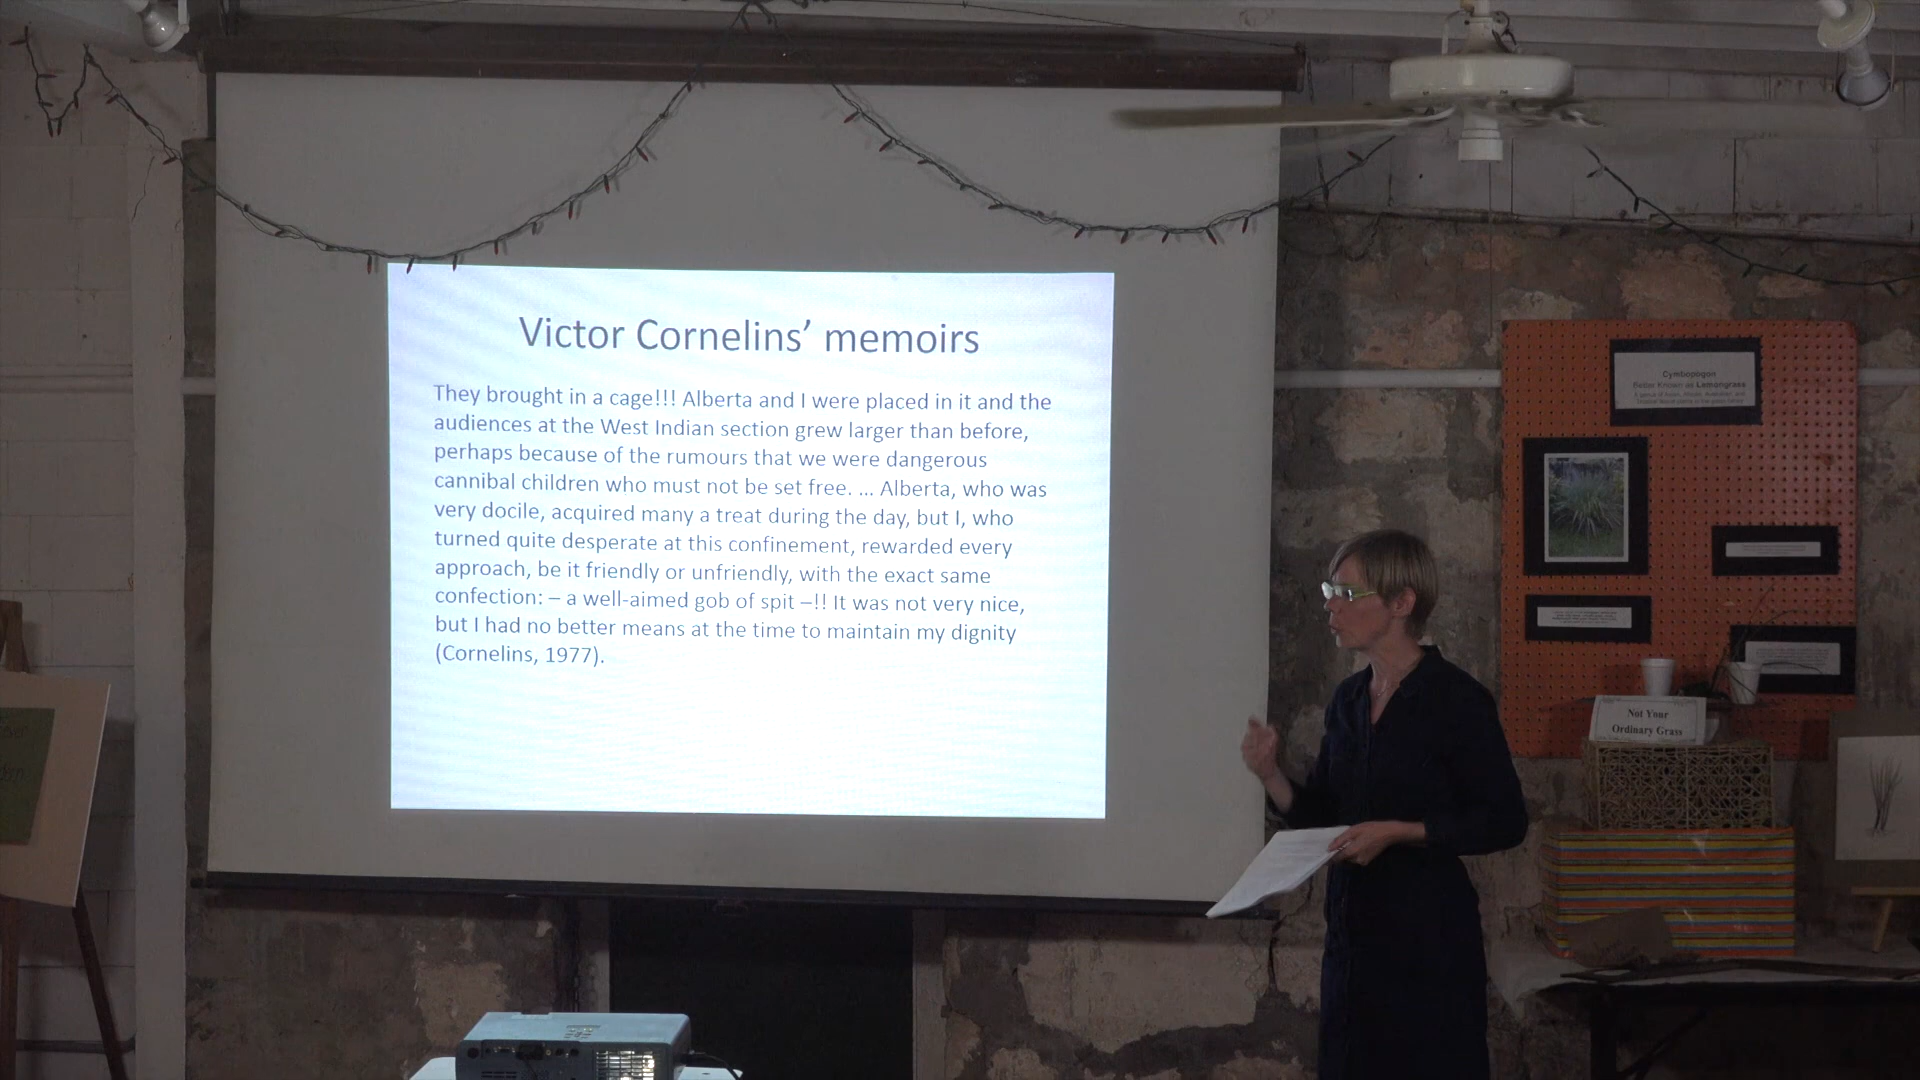 Victor Cornelins’ memoirs
They brought in a cage!!! Alberta and I were placed in it and the
audiences at the West Indian section grew larger than before,
perhaps because of the rumours that we were dangerous
cannibal children who must not be set free. ... Alberta, who was
very docile, acquired many a treat during the day, but I, who
turned quite desperate at this confinement, rewarded every
approach, be it friendly or unfriendly, with the exact same
confection: – a well-aimed gob of spit –!! It was not very nice,
but I had no better means at the time to maintain my dignity
(Cornelins, 1977).
Cymbopogon
Better Known as Lemongrass
Not Your
Ordinary Grass